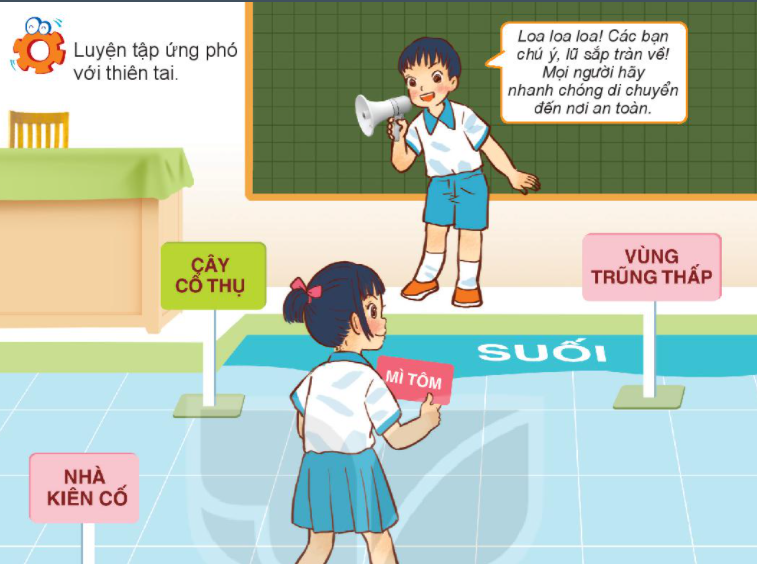 Luyện tập ứng phó
với thiên tai.
Loa loa loa! Các bạn
chú ý, lũ sắp tràn về!
Mọi người hãy
nhanh chóng di chuyển
đến nơi an toàn.
CÂY
CỔ THỤ
VÙNG
TRŨNG THẤP
SUỐI
MÌ TÔM
NHÀ
KIÊN CỐ